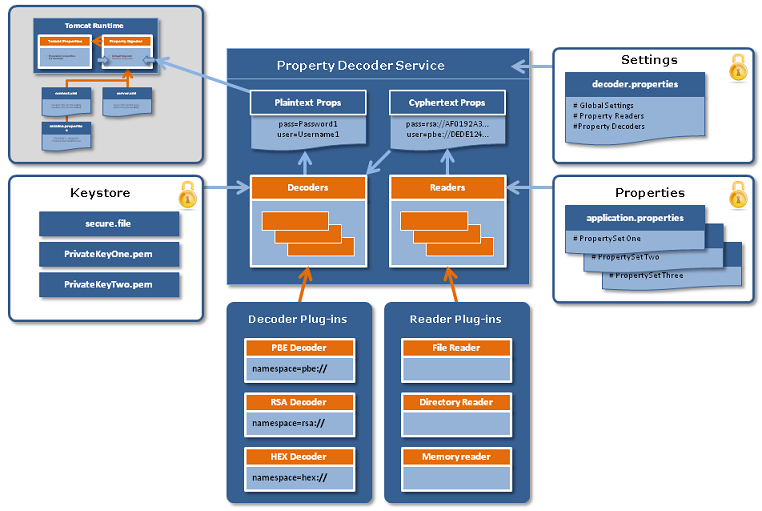 Tomcat Runtime
Tomcat Properties
Property Digester
context.xml
server.xml
catalina.propertie
s
Property Decoder Service
Plaintext Props
pass=Password1
user=Username1
Cyphertext Props
pass=rsa://AF0192A3...
user=pbe://DEDE124...
Decoders
Readers
Settings
decoder.properties
# Global Settings
# Property Readers
#Property Decoders
Keystore
secure.file
PrivateKeyOne.pem
PrivateKeyTwo.pem
Properties
application.properties
# PropertySet One
# PropertySet Two
# PropertySet Three
Decoder Plug-ins
PBE Decoder
namespace=pbe://
RSA Decoder
namespace=rsa://
HEX Decoder
namespace=hex://
Reader Plug-ins
File Reader
Directory Reader
Memory reader